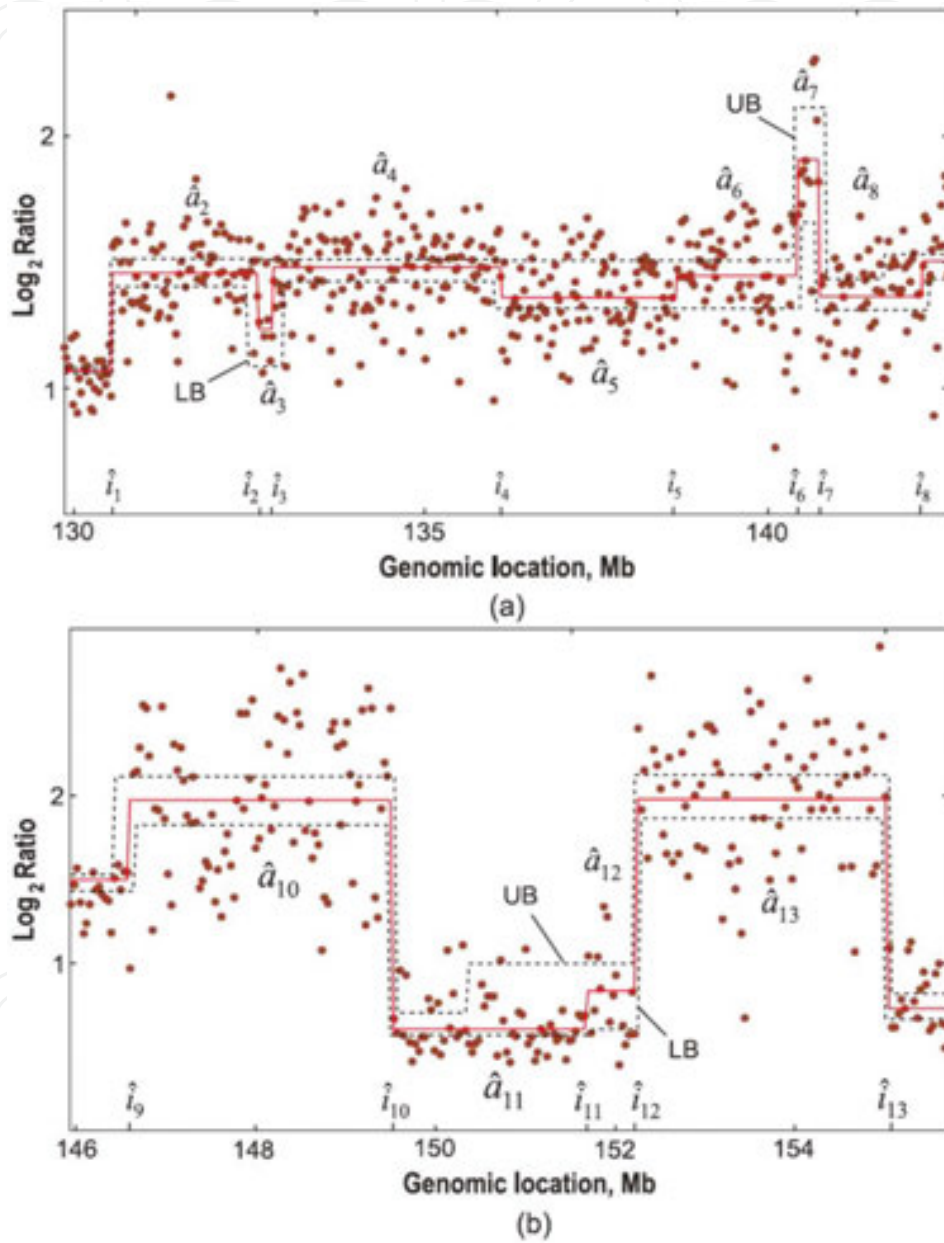 â₇
2
UB
â₄
â₂
â₆
â₈
Log₂ Ratio
1
LB
â₃
â₅
î₁ î₂ î₃ î₄ î₅ î₆ î₇ î₈
130 135 140
Genomic location, Mb
(a)
2
Log₂ Ratio
â₁₀
UB
â₁₂
â₁₃
1
LB
â₁₁
î₉ î₁₀ î₁₁ î₁₂ î₁₃
146 148 150 152 154
Genomic location, Mb
(b)